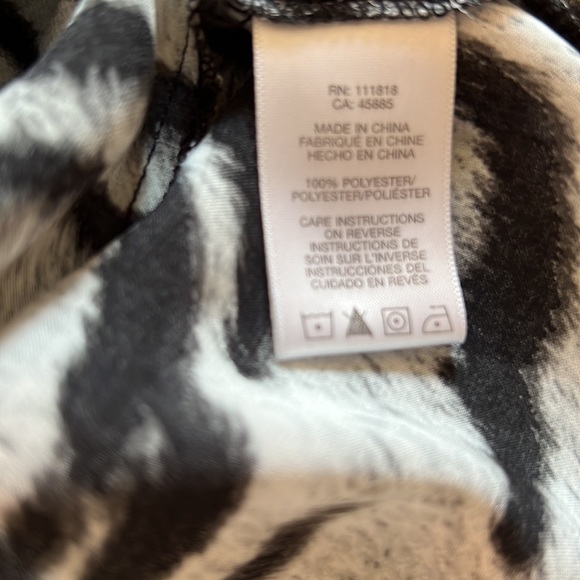 RN: 111818
CA: 45885
MADE IN CHINA
FABRIQUÉ EN CHINE
HECHO EN CHINA
100% POLYESTER/
POLYESTER/POLIÉSTER
CARE INSTRUCTIONS
ON REVERSE
INSTRUCTIONS DE
SOIN SUR L'INVERSE
INSTRUCCIONES DEL
CUIDADO EN REVÉS